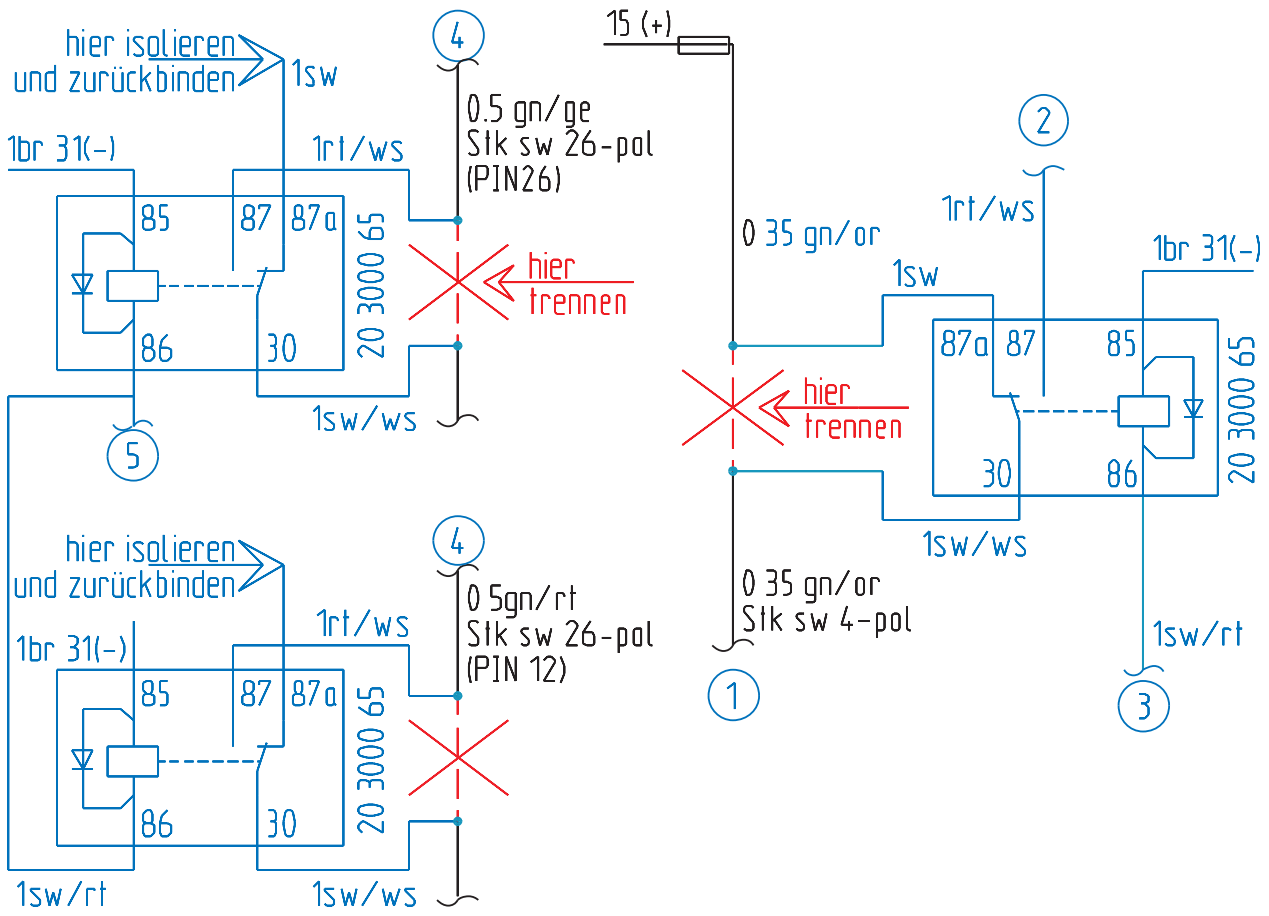 hier isolieren
und zurückbinden
1sw
4
0.5 gn/ge
Stk sw 26-pol
(PIN26)
1br 31(-)
1rt/ws
85
87
87a
86
30
20 3000 65
hier
trennen
1sw/ws
5
hier isolieren
und zurückbinden
4
0 5gn/rt
Stk sw 26-pol
(PIN 12)
1br 31(-)
1rt/ws
85
87
87a
86
30
20 3000 65
1sw/rt
1sw/ws
15 (+)
2
1rt/ws
0 35 gn/or
1sw
1br 31(-)
87a
87
85
30
86
20 3000 65
hier
trennen
1sw/ws
0 35 gn/or
Stk sw 4-pol
1
1sw/rt
3